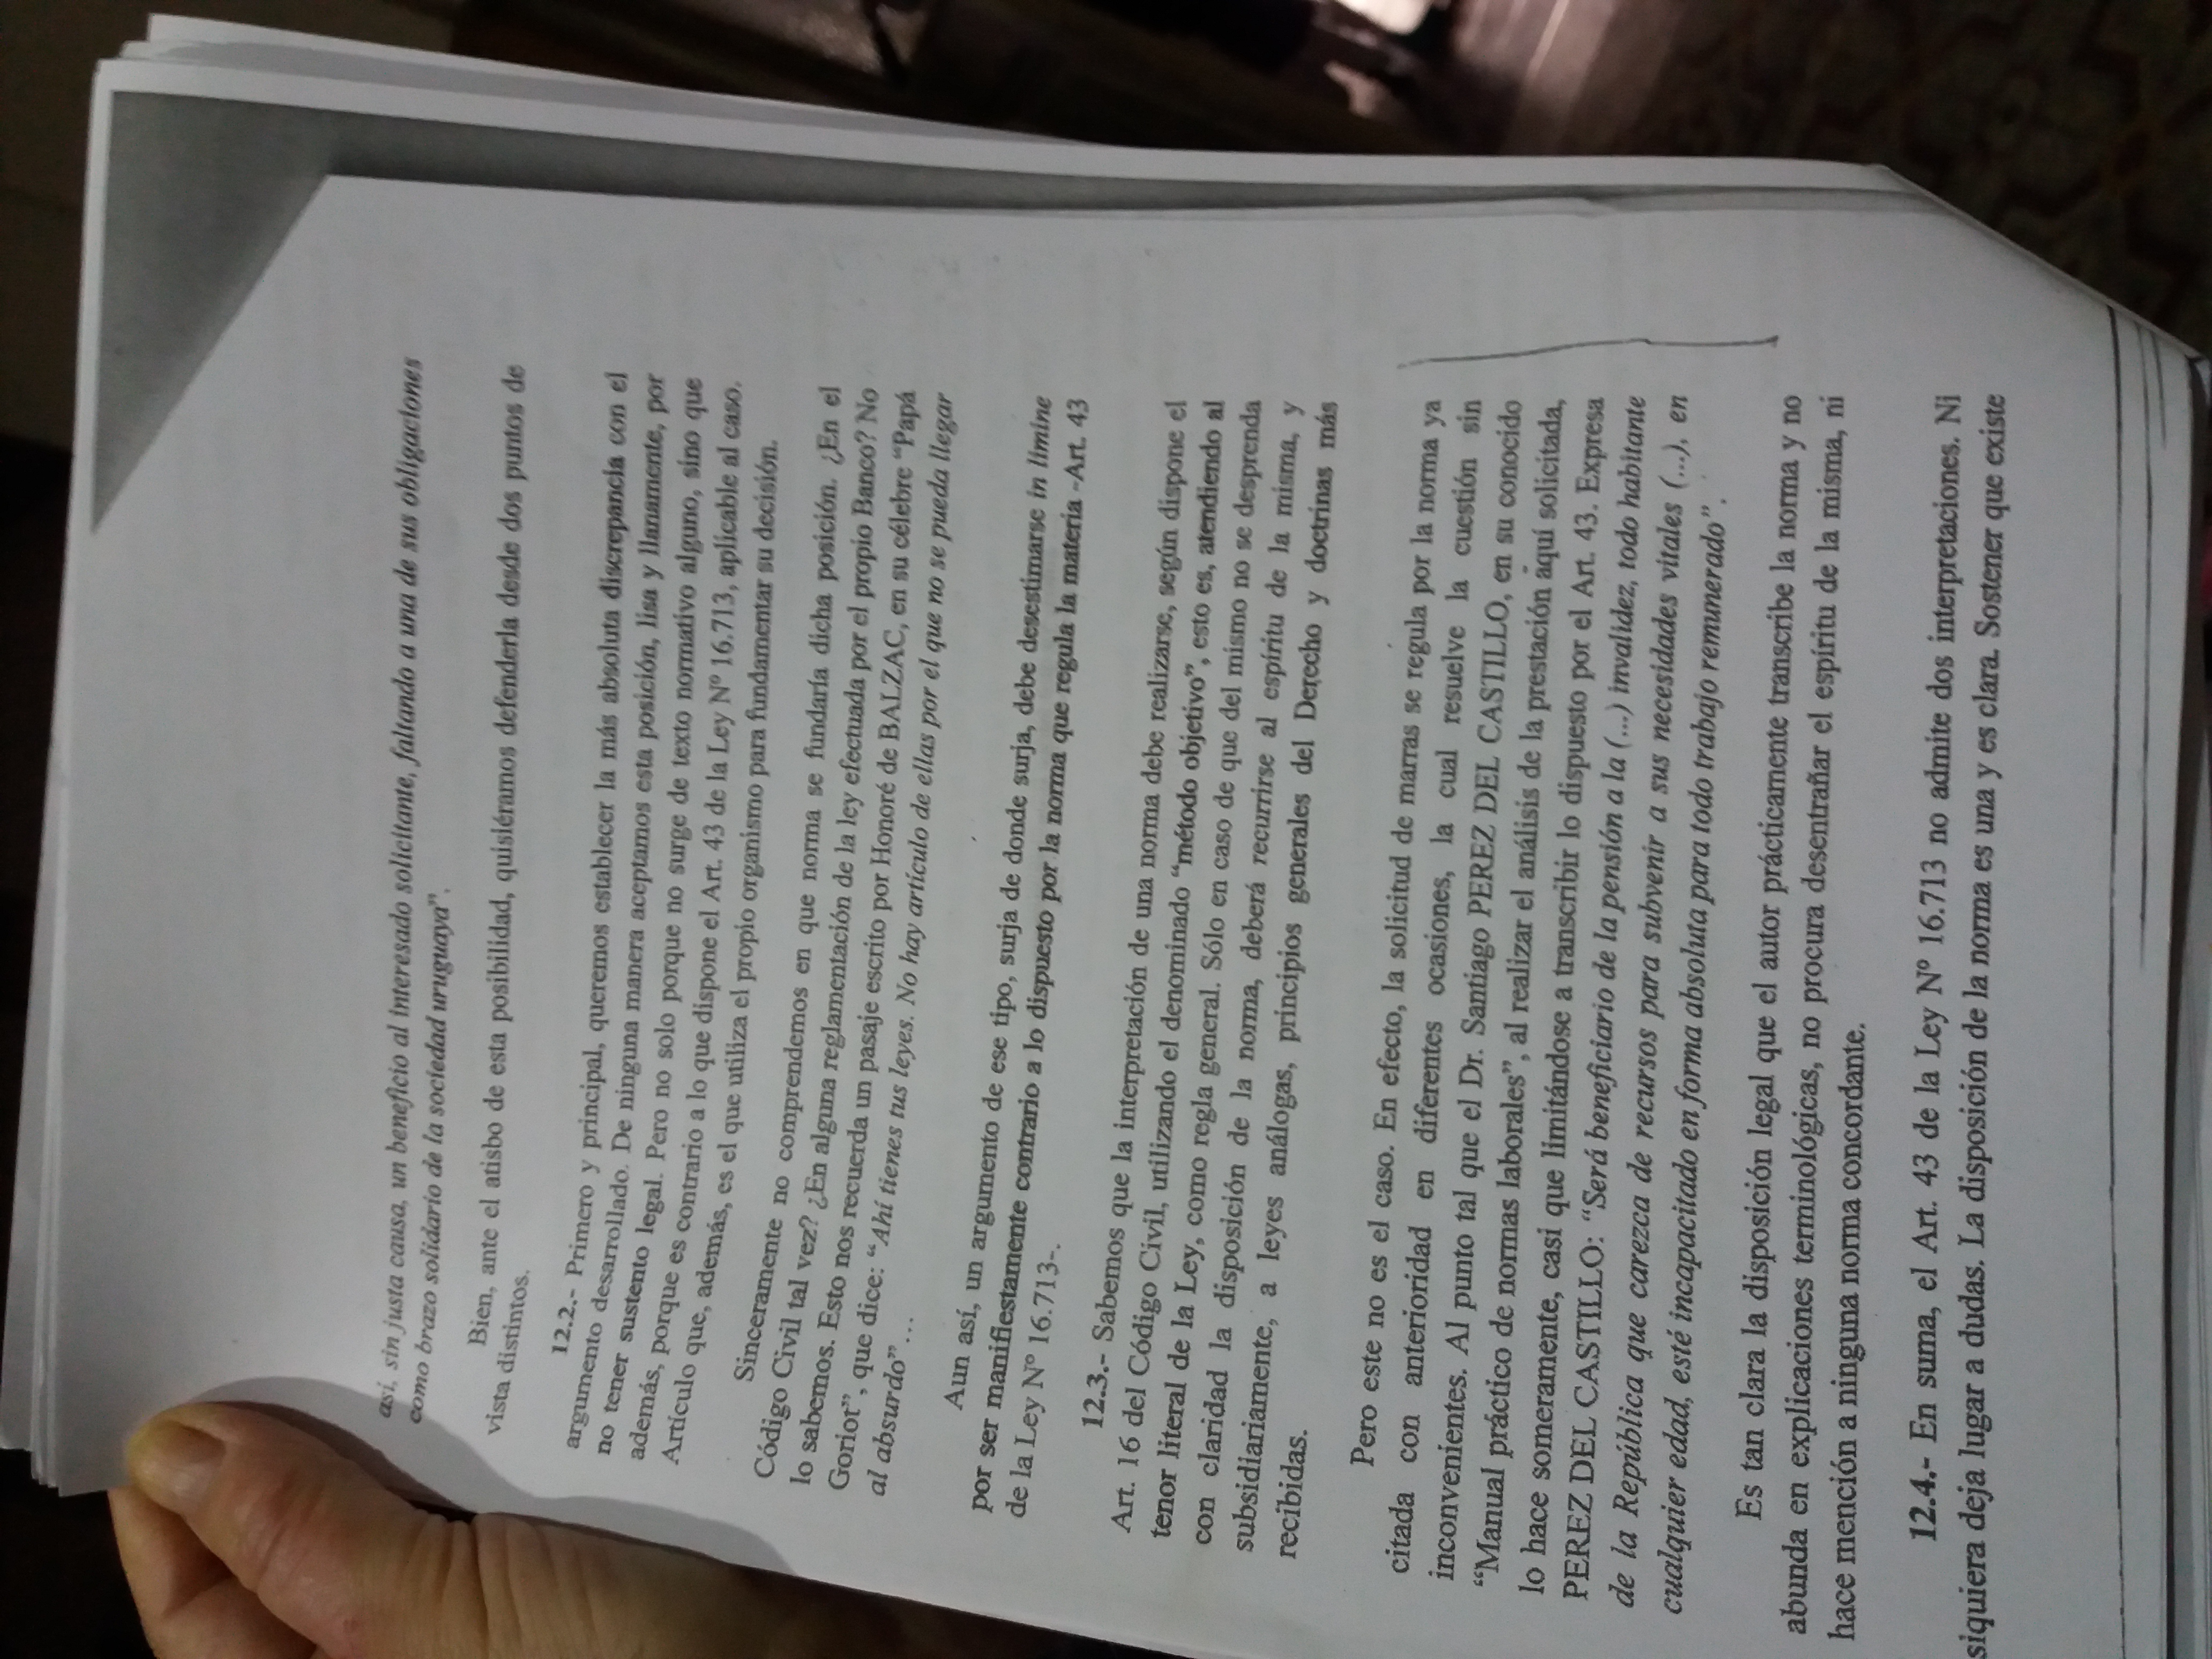 así, sin justa causa, un beneficio al interesado solicitante, faltando a una de sus obligaciones
como brazo solidario de la sociedad uruguaya”.
Bien, ante el atisbo de esta posibilidad, quisiéramos defenderla desde dos puntos de
vista distintos.
12.2.- Primero y principal, queremos establecer la más absoluta discrepancia con el
argumento desarrollado. De ninguna manera aceptamos esta posición, lisa y llanamente, por
no tener sustento legal. Pero no solo porque no surge de texto normativo alguno, sino que
además, porque es contrario a lo que dispone el Art. 43 de la Ley Nº 16.713, aplicable al caso.
Artículo que, además, es el que utiliza el propio organismo para fundamentar su decisión.
Sinceramente no comprendemos en que norma se fundaría dicha posición. ¿En el
Código Civil tal vez? ¿En alguna reglamentación de la ley efectuada por el propio Banco? No
lo sabemos. Esto nos recuerda un pasaje escrito por Honoré de BALZAC, en su célebre “Papá
Goriot”, que dice: “Ahí tienes tus leyes. No hay artículo de ellas por el que no se pueda llegar
al absurdo”…
Aun así, un argumento de ese tipo, surja de donde surja, debe desestimarse in limine
por ser manifiestamente contrario a lo dispuesto por la norma que regula la materia -Art. 43
de la Ley Nº 16.713-.
12.3.- Sabemos que la interpretación de una norma debe realizarse, según dispone el
Art. 16 del Código Civil, utilizando el denominado “método objetivo”, esto es, atendiendo al
tenor literal de la Ley, como regla general. Sólo en caso de que del mismo no se desprenda
con claridad la disposición de la norma, deberá recurrirse al espíritu de la misma, y
subsidiariamente, a leyes análogas, principios generales del Derecho y doctrinas más
recibidas.
Pero este no es el caso. En efecto, la solicitud de marras se regula por la norma ya
citada con anterioridad en diferentes ocasiones, la cual resuelve la cuestión sin
inconvenientes. Al punto tal que el Dr. Santiago PEREZ DEL CASTILLO, en su conocido
“Manual práctico de normas laborales”, al realizar el análisis de la prestación aquí solicitada,
lo hace someramente, casi que limitándose a transcribir lo dispuesto por el Art. 43. Expresa
PEREZ DEL CASTILLO: “Será beneficiario de la pensión a la (...) invalidez, todo habitante
de la República que carezca de recursos para subvenir a sus necesidades vitales (...), en
cualquier edad, esté incapacitado en forma absoluta para todo trabajo remunerado”.
Es tan clara la disposición legal que el autor prácticamente transcribe la norma y no
abunda en explicaciones terminológicas, no procura desentrañar el espíritu de la misma, ni
hace mención a ninguna norma concordante.
12.4.- En suma, el Art. 43 de la Ley Nº 16.713 no admite dos interpretaciones. Ni
siquiera deja lugar a dudas. La disposición de la norma es una y es clara. Sostener que existe